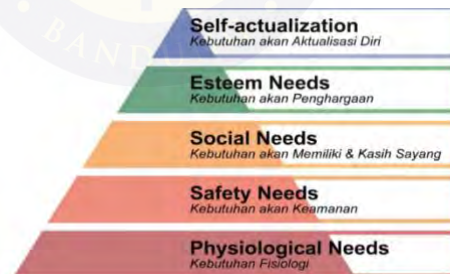 BANDU
Self-actualization
Kebutuhan akan Aktualisasi Diri
Esteem Needs
Kebutuhan akan Penghargaan
Social Needs
Kebutuhan akan Memiliki & Kasih Sayang
Safety Needs
Kebutuhan akan Keamanan
Physiological Needs
Kebutuhan Fisiologi